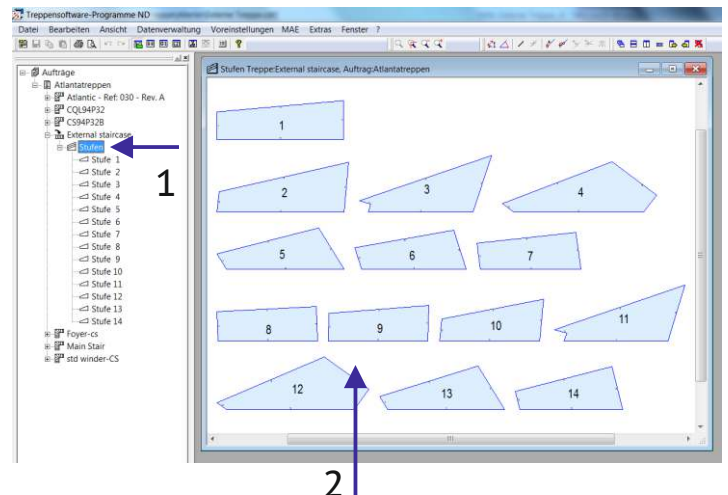 Treppensoftware-Programme ND
Datei Bearbeiten Ansicht Datenverwaltung Voreinstellungen MAE Extras Fenster ?
Aufträge
Atlantatreppen
Atlantic - Ref: 030 - Rev. A
CQL94P32
CS94P32B
External staircase
Stufen
Stufe 1
Stufe 2
Stufe 3
Stufe 4
Stufe 5
Stufe 6
Stufe 7
Stufe 8
Stufe 9
Stufe 10
Stufe 11
Stufe 12
Stufe 13
Stufe 14
Foyer-cs
Main Stair
std winder-CS
1
Stufen Treppe:External staircase, Auftrag:Atlantatreppen
1
2 3 4
5 6 7
8 9 10 11
12 13 14
2